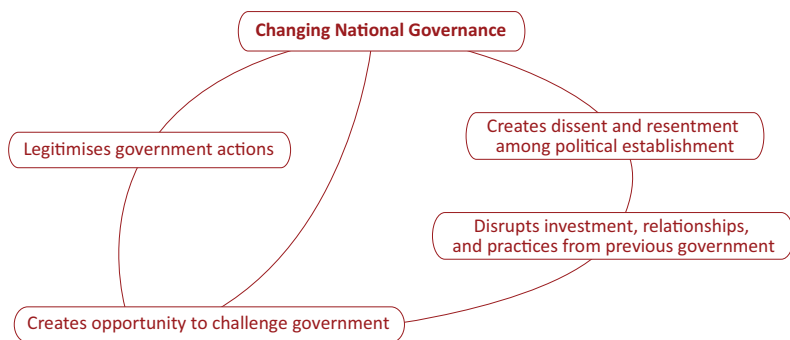 Changing National Governance
Legitimises government actions
Creates dissent and resentment
among political establishment
Disrupts investment, relationships,
and practices from previous government
Creates opportunity to challenge government